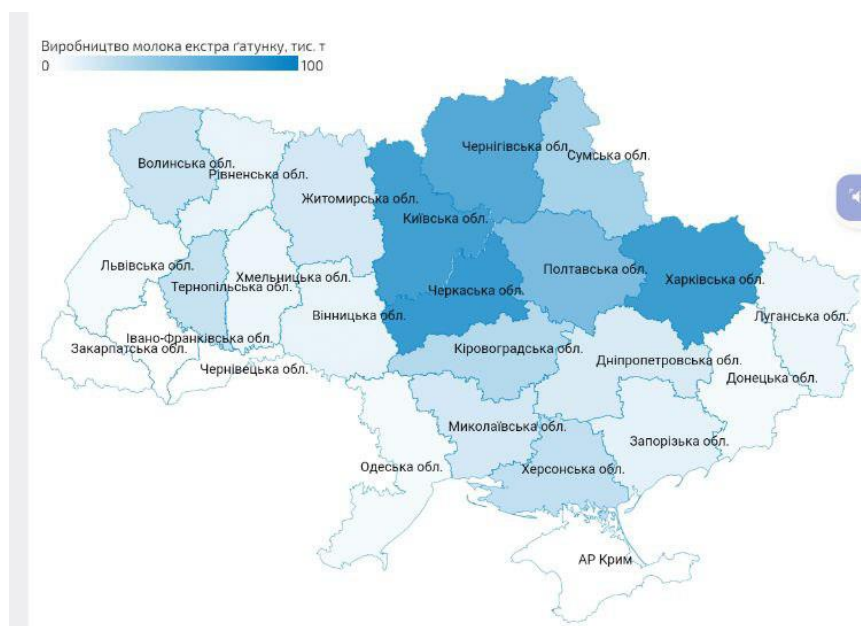 Виробництво молока екстра ґатунку, тис. т
0 100
Чернігівська обл.
Сумська обл.
Волинська обл.
Рівненська обл.
Житомирська обл.
Київська обл.
Львівська обл.
Тернопільська обл.
Хмельницька обл.
Черкаська обл.
Полтавська обл.
Харківська обл.
Вінницька обл.
Луганська обл.
Івано-Франківська обл.
Закарпатська обл.
Чернівецька обл.
Кіровоградська обл.
Дніпропетровська обл.
Донецька обл.
Миколаївська обл.
Запорізька обл.
Одеська обл.
Херсонська обл.
АР Крим